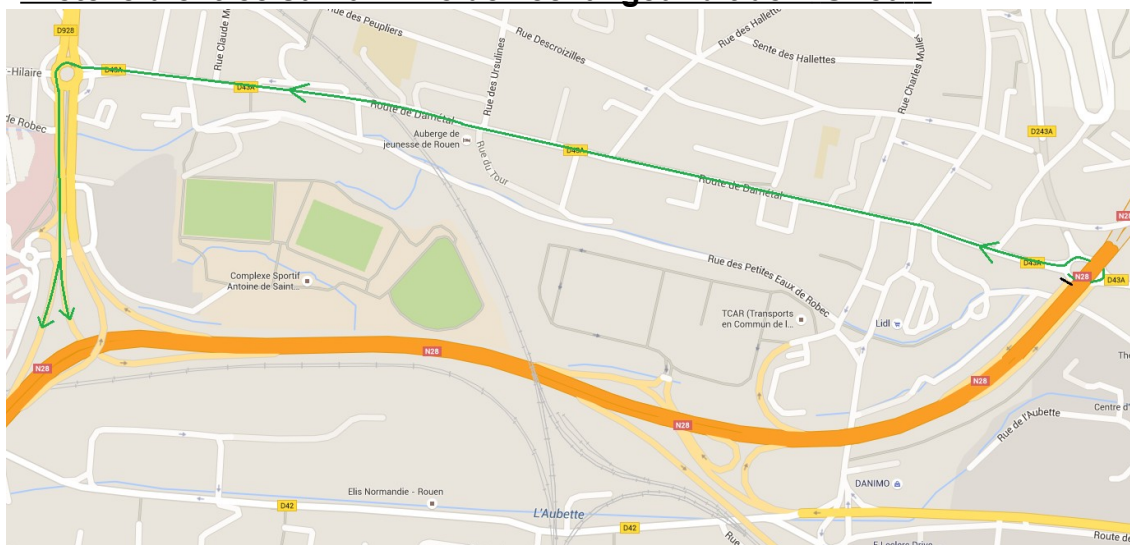 D928
Rue des Peupliers
Rue Descroizilles
Rue des Hallettes
Sente des Hallettes
Rue Charles Mullet
-Hilaire
D43A
D43A
Route de Darnétal
Rue des Ursulines
de Robec
Auberge de
jeunesse de Rouen
Rue du Tour
D43A
D243A
Route de Darnétal
N28
Complexe Sportif
Antoine de Saint...
Rue des Petites Eaux de Robec
D43A
N28
D43A
TCAR (Transports
en Commun de l...
Lidl
N28
N28
N28
N28
Rue de l'Aubette
Centre d'
DANIMO
Elis Normandie - Rouen
D42
L'Aubette
D42
Rue
E.Leclerc Drive
Route de